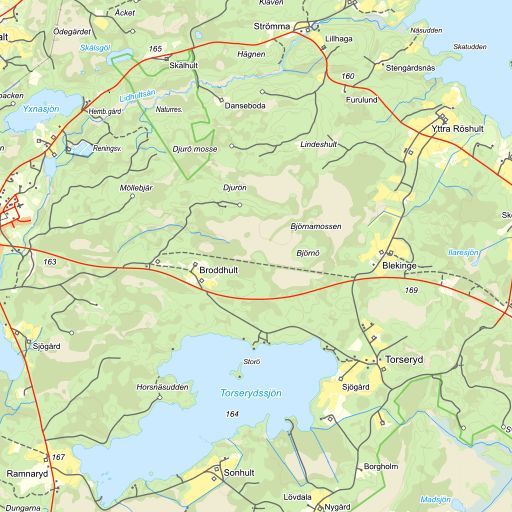 Klaven
Äcket
Ödegärdet
Strömma
Näsudden
Skälsgöl
165
Hägnen
Lillhaga
Skatudden
Skälhult
Stengårdsnäs
160
Lidhultsån
Furulund
Yxnasjön
Hemb.gård
Naturres.
Danseboda
Yttra Röshult
Reningsv.
Djurö mosse
Lindeshult
Möllebjär
Djurön
Björnamossen
Björnö
Ilaresjön
163
Broddhult
Blekinge
169
Sjögård
Storö
Torseryd
Horsnäsudden
Torserydssjön
Sjögård
164
167
Ramnaryd
Sonhult
Borgholm
Lövdala
Madsjön
Dungarna
Nygård